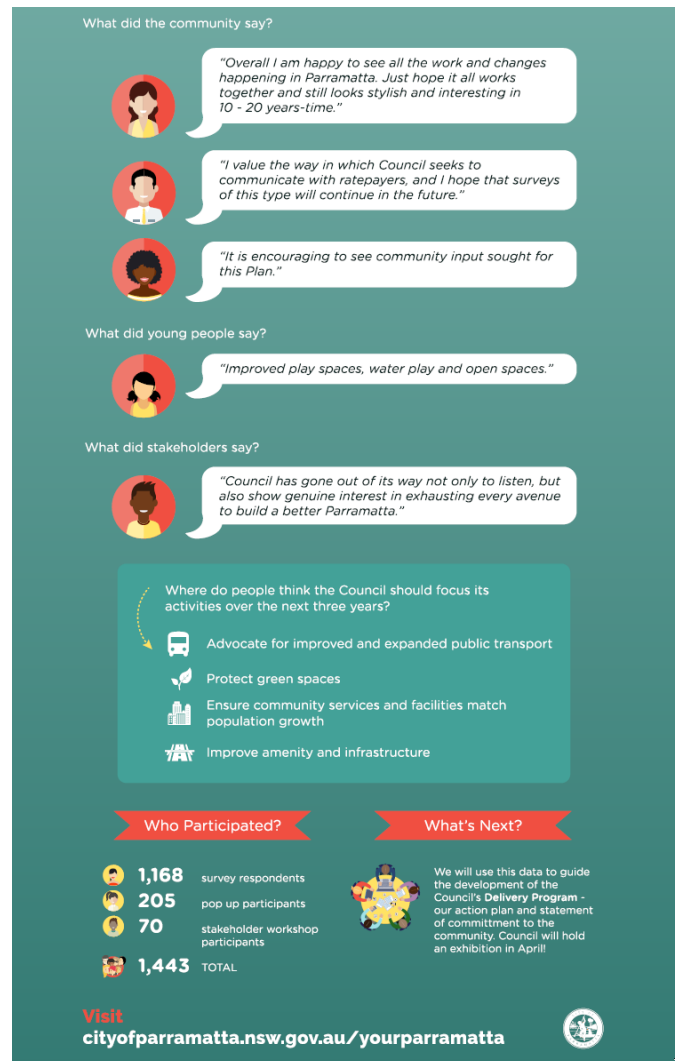 What did the community say?
“Overall I am happy to see all the work and changes
happening in Parramatta. Just hope it all works
together and still looks stylish and interesting in
10 - 20 years-time.”
“I value the way in which Council seeks to
communicate with ratepayers, and I hope that surveys
of this type will continue in the future.”
“It is encouraging to see community input sought for
this Plan.”
What did young people say?
“Improved play spaces, water play and open spaces.”
What did stakeholders say?
“Council has gone out of its way not only to listen, but
also show genuine interest in exhausting every avenue
to build a better Parramatta.”
Where do people think the Council should focus its
activities over the next three years?
Advocate for improved and expanded public transport
Protect green spaces
Ensure community services and facilities match
population growth
Improve amenity and infrastructure
Who Participated?
1,168 survey respondents
205 pop up participants
70 stakeholder workshop
participants
1,443 TOTAL
What’s Next?
We will use this data to guide
the development of the
Council’s Delivery Program -
our action plan and statement
of committment to the
community. Council will hold
an exhibition in April!
Visit
cityofparramatta.nsw.gov.au/yourparramatta